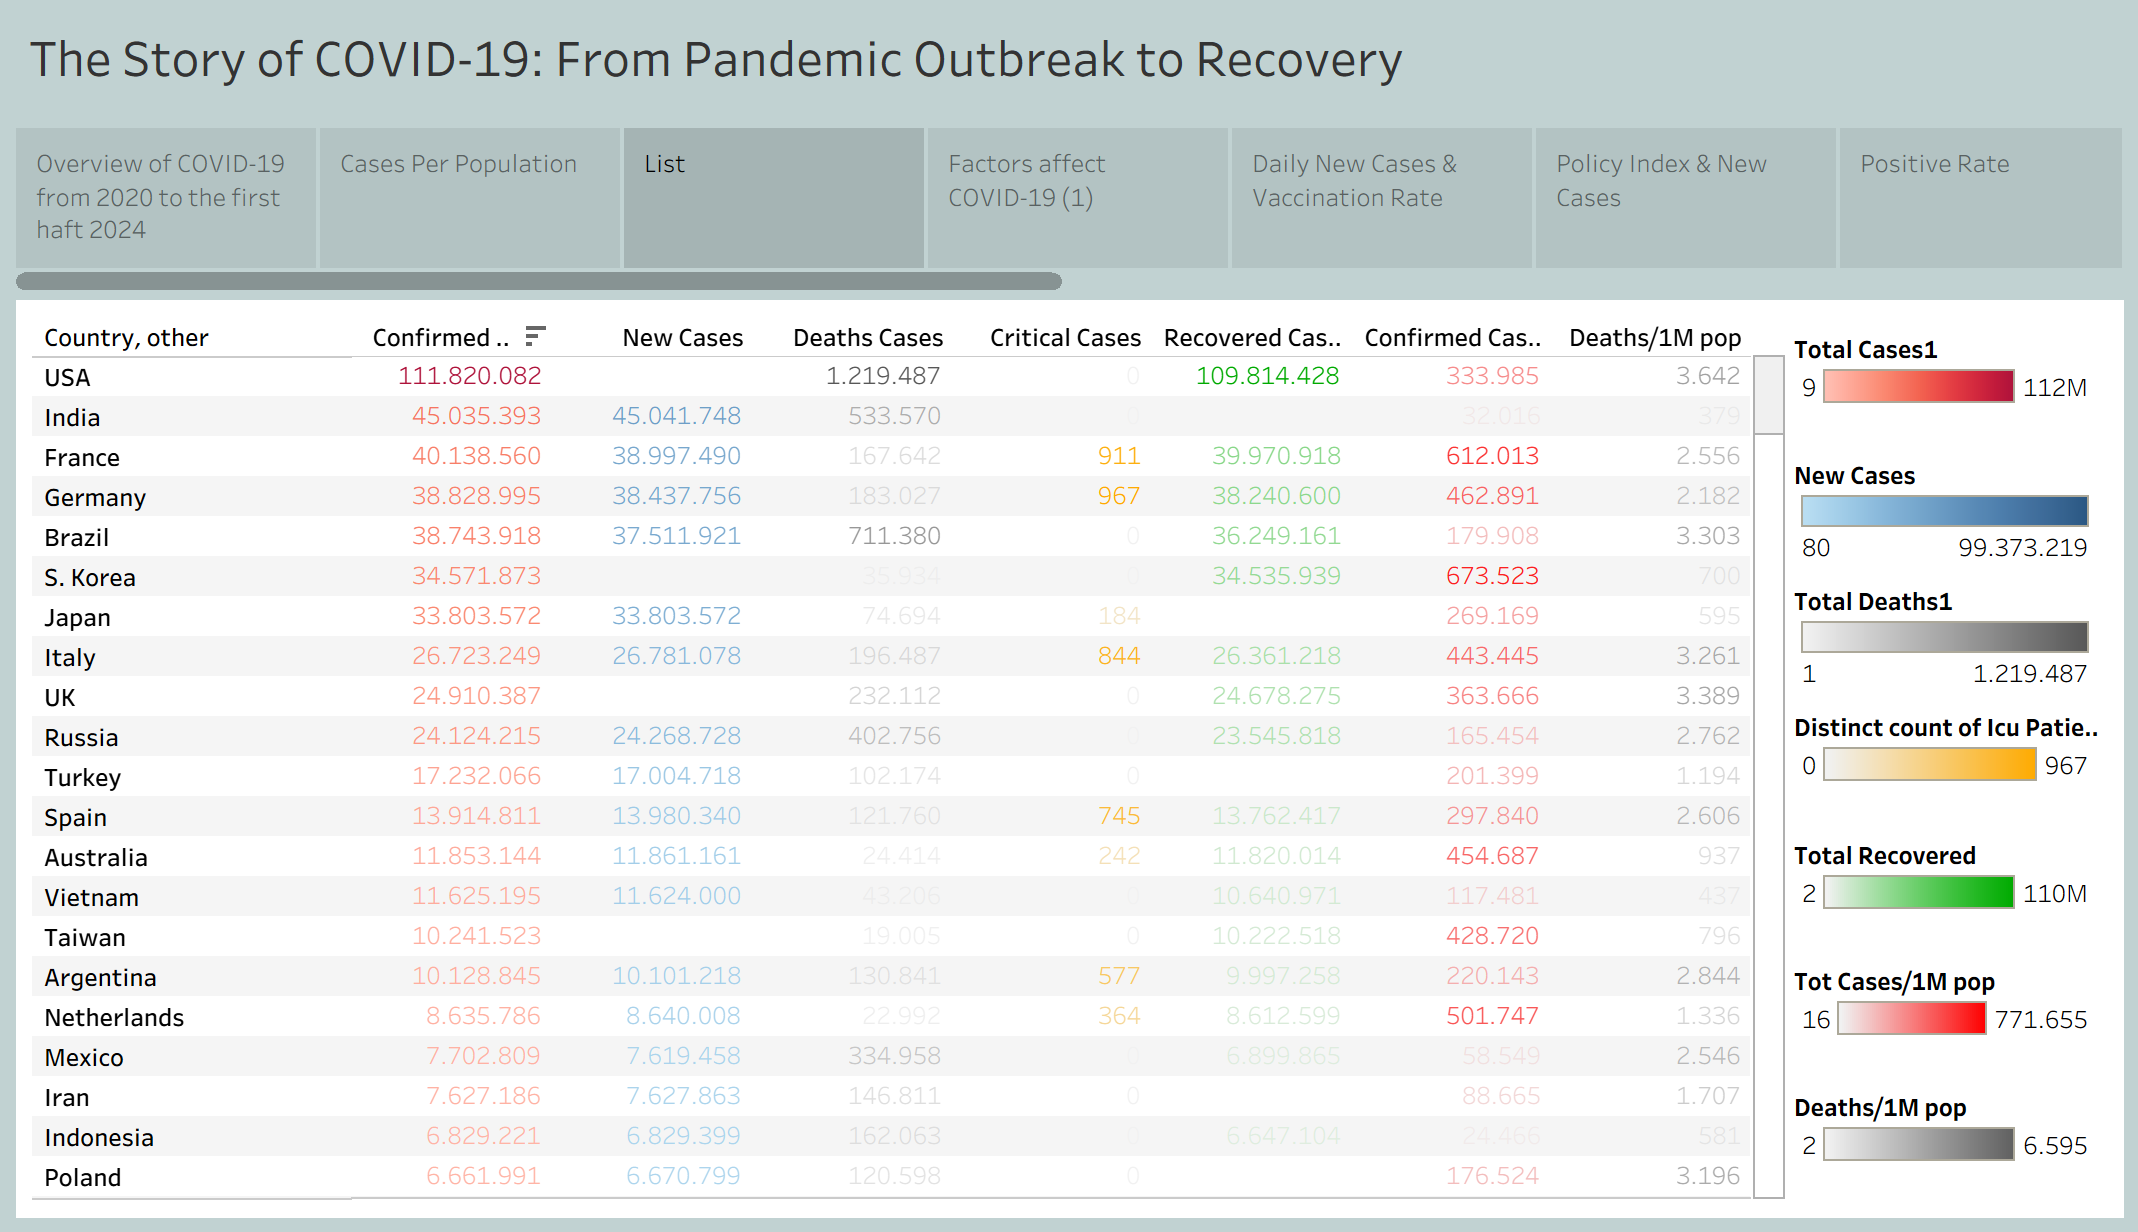 The Story of COVID-19: From Pandemic Outbreak to Recovery
Overview of COVID-19 from 2020 to the first haft 2024
Cases Per Population
List
Factors affect COVID-19 (1)
Daily New Cases & Vaccination Rate
Policy Index & New Cases
Positive Rate
Country, other Confirmed .. New Cases Deaths Cases Critical Cases Recovered Cas.. Confirmed Cas.. Deaths/1M pop
USA 111.820.082 1.219.487 0 109.814.428 333.985 3.642
India 45.035.393 45.041.748 533.570 0 32.016 379
France 40.138.560 38.997.490 167.642 911 39.970.918 612.013 2.556
Germany 38.828.995 38.437.756 183.027 967 38.240.600 462.891 2.182
Brazil 38.743.918 37.511.921 711.380 0 36.249.161 179.908 3.303
S. Korea 34.571.873 35.934 0 34.535.939 673.523 700
Japan 33.803.572 33.803.572 74.694 184 269.169 595
Italy 26.723.249 26.781.078 196.487 844 26.361.218 443.445 3.261
UK 24.910.387 232.112 0 24.678.275 363.666 3.389
Russia 24.124.215 24.268.728 402.756 0 23.545.818 165.454 2.762
Turkey 17.232.066 17.004.718 102.174 0 201.399 1.194
Spain 13.914.811 13.980.340 121.760 745 13.762.417 297.840 2.606
Australia 11.853.144 11.861.161 24.414 242 11.820.014 454.687 937
Vietnam 11.625.195 11.624.000 43.206 0 10.640.971 117.481 437
Taiwan 10.241.523 19.005 0 10.222.518 428.720 796
Argentina 10.128.845 10.101.218 130.841 577 9.997.258 220.143 2.844
Netherlands 8.635.786 8.640.008 22.992 364 8.612.599 501.747 1.336
Mexico 7.702.809 7.619.458 334.958 0 6.899.865 58.549 2.546
Iran 7.627.186 7.627.863 146.811 0 88.665 1.707
Indonesia 6.829.221 6.829.399 162.063 0 6.647.104 24.466 581
Poland 6.661.991 6.670.799 120.598 0 176.524 3.196
Total Cases1
9 112M
New Cases
80 99.373.219
Total Deaths1
1 1.219.487
Distinct count of Icu Patie..
0 967
Total Recovered
2 110M
Tot Cases/1M pop
16 771.655
Deaths/1M pop
2 6.595